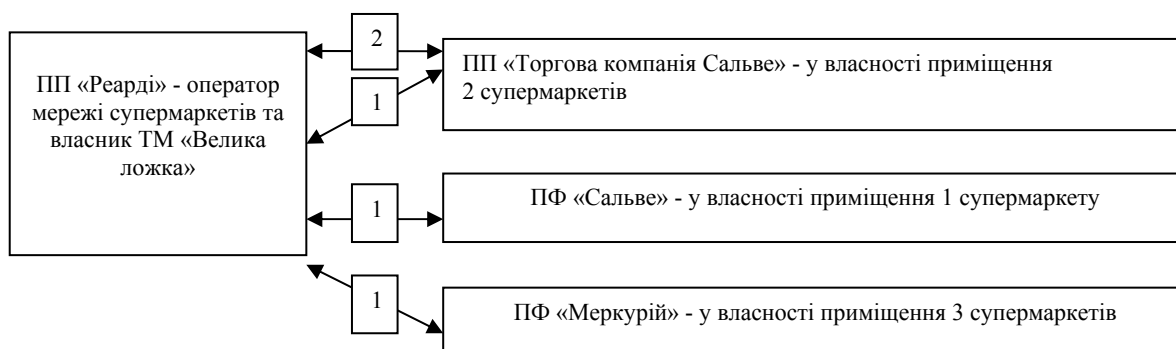 ПП «Реарді» - оператор
мережі супермаркетів та
власник ТМ «Велика
ложка»
2
1
1
1
ПП «Торгова компанія Сальве» - у власності приміщення
2 супермаркетів
ПФ «Сальве» - у власності приміщення 1 супермаркету
ПФ «Меркурій» - у власності приміщення 3 супермаркетів